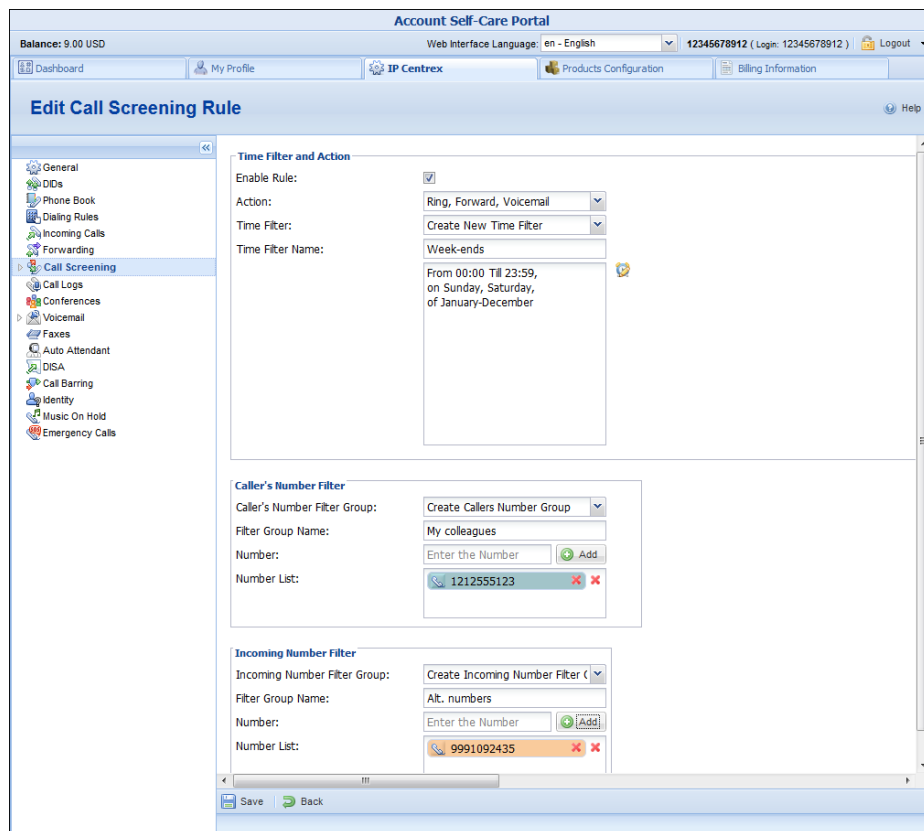 Account Self-Care Portal
Balance: 9.00 USD Web Interface Language: en - English 12345678912 ( Login: 12345678912 ) Logout
Dashboard My Profile IP Centrex Products Configuration Billing Information
Edit Call Screening Rule Help
General
DIDs
Phone Book
Dialing Rules
Incoming Calls
Forwarding
Call Screening
Call Logs
Conferences
Voicemail
Faxes
Auto Attendant
DISA
Call Barring
Identity
Music On Hold
Emergency Calls
Time Filter and Action
Enable Rule:
Action: Ring, Forward, Voicemail
Time Filter: Create New Time Filter
Time Filter Name: Week-ends
From 00:00 Till 23:59,
on Sunday, Saturday,
of January-December
Caller's Number Filter
Caller's Number Filter Group: Create Callers Number Group
Filter Group Name: My colleagues
Number: Enter the Number Add
Number List: 1212555123
Incoming Number Filter
Incoming Number Filter Group: Create Incoming Number Filter (
Filter Group Name: Alt. numbers
Number: Enter the Number Add
Number List: 9991092435
Save Back